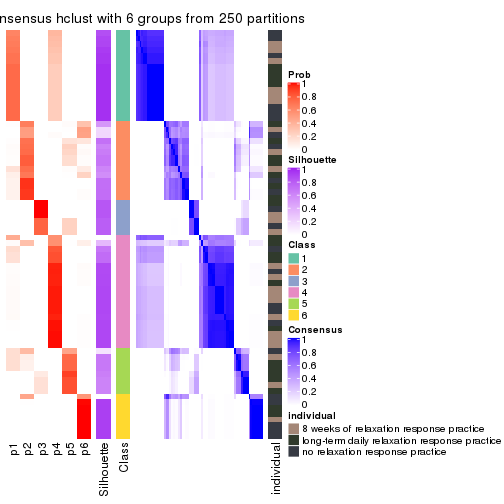 nsensus hclust with 6 groups from 250 partitions
Prob
1
0.8
0.6
0.4
0.2
0
Silhouette
1
0.8
0.6
0.4
0.2
0
Class
1
2
3
4
5
6
Consensus
1
0.8
0.6
0.4
0.2
0
individual
8 weeks of relaxation response practice
long-term daily relaxation response practice
no relaxation response practice
p1
p2
p3
p4
p5
p6
Silhouette
Class
individual